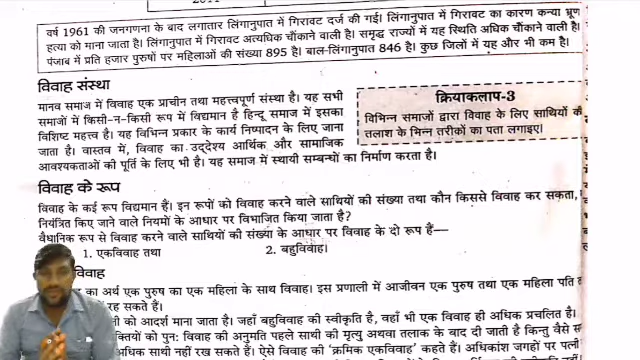 2011
वर्ष 1961 की जनगणना के बाद लगातार लिंगानुपात में गिरावट दर्ज की गई। लिंगानुपात में गिरावट का कारण कन्या भ्रूण
हत्या को माना जाता है। लिंगानुपात में गिरावट अत्यधिक चौंकाने वाली है। समृद्ध राज्यों में यह स्थिति अधिक चौंकाने वाली है।
पंजाब में प्रति हजार पुरुषों पर महिलाओं की संख्या 895 है। बाल-लिंगानुपात 846 है। कुछ जिलों में यह और भी कम है।
विवाह संस्था
मानव समाज में विवाह एक प्राचीन तथा महत्त्वपूर्ण संस्था है। यह सभी
समाजों में किसी-न-किसी रूप में विद्यमान है हिन्दू समाज में इसका
विशिष्ट महत्त्व है। यह विभिन्न प्रकार के कार्य निष्पादन के लिए जाना
जाता है। वास्तव में, विवाह का उद्देश्य आर्थिक और सामाजिक
आवश्यकताओं की पूर्ति के लिए भी है। यह समाज में स्थायी सम्बन्धों का निर्माण करता है।
क्रियाकलाप-3
विभिन्न समाजों द्वारा विवाह के लिए साथियों की
तलाश के भिन्न तरीकों का पता लगाइए।
विवाह के रूप
विवाह के कई रूप विद्यमान हैं। इन रूपों को विवाह करने वाले साथियों की संख्या तथा कौन किससे विवाह कर सकता,
नियंत्रित किए जाने वाले नियमों के आधार पर विभाजित किया जाता है?
वैधानिक रूप से विवाह करने वाले साथियों की संख्या के आधार पर विवाह के दो रूप हैं—
1. एकविवाह तथा 2. बहुविवाह।
विवाह
का अर्थ एक पुरुष का एक महिला के साथ विवाह। इस प्रणाली में आजीवन एक पुरुष तथा एक महिला पति
रह सकते हैं।
को आदर्श माना जाता है। जहाँ बहुविवाह की स्वीकृति है, वहाँ भी एक विवाह ही अधिक प्रचलित है।
पुन: विवाह की अनुमति पहले साथी की मृत्यु अथवा तलाक के बाद दी जाती है किन्तु वैसे
अधिक साथी नहीं रख सकते हैं। ऐसे विवाह को 'क्रमिक एकविवाह' कहते हैं। अधिकांश जगहों पर